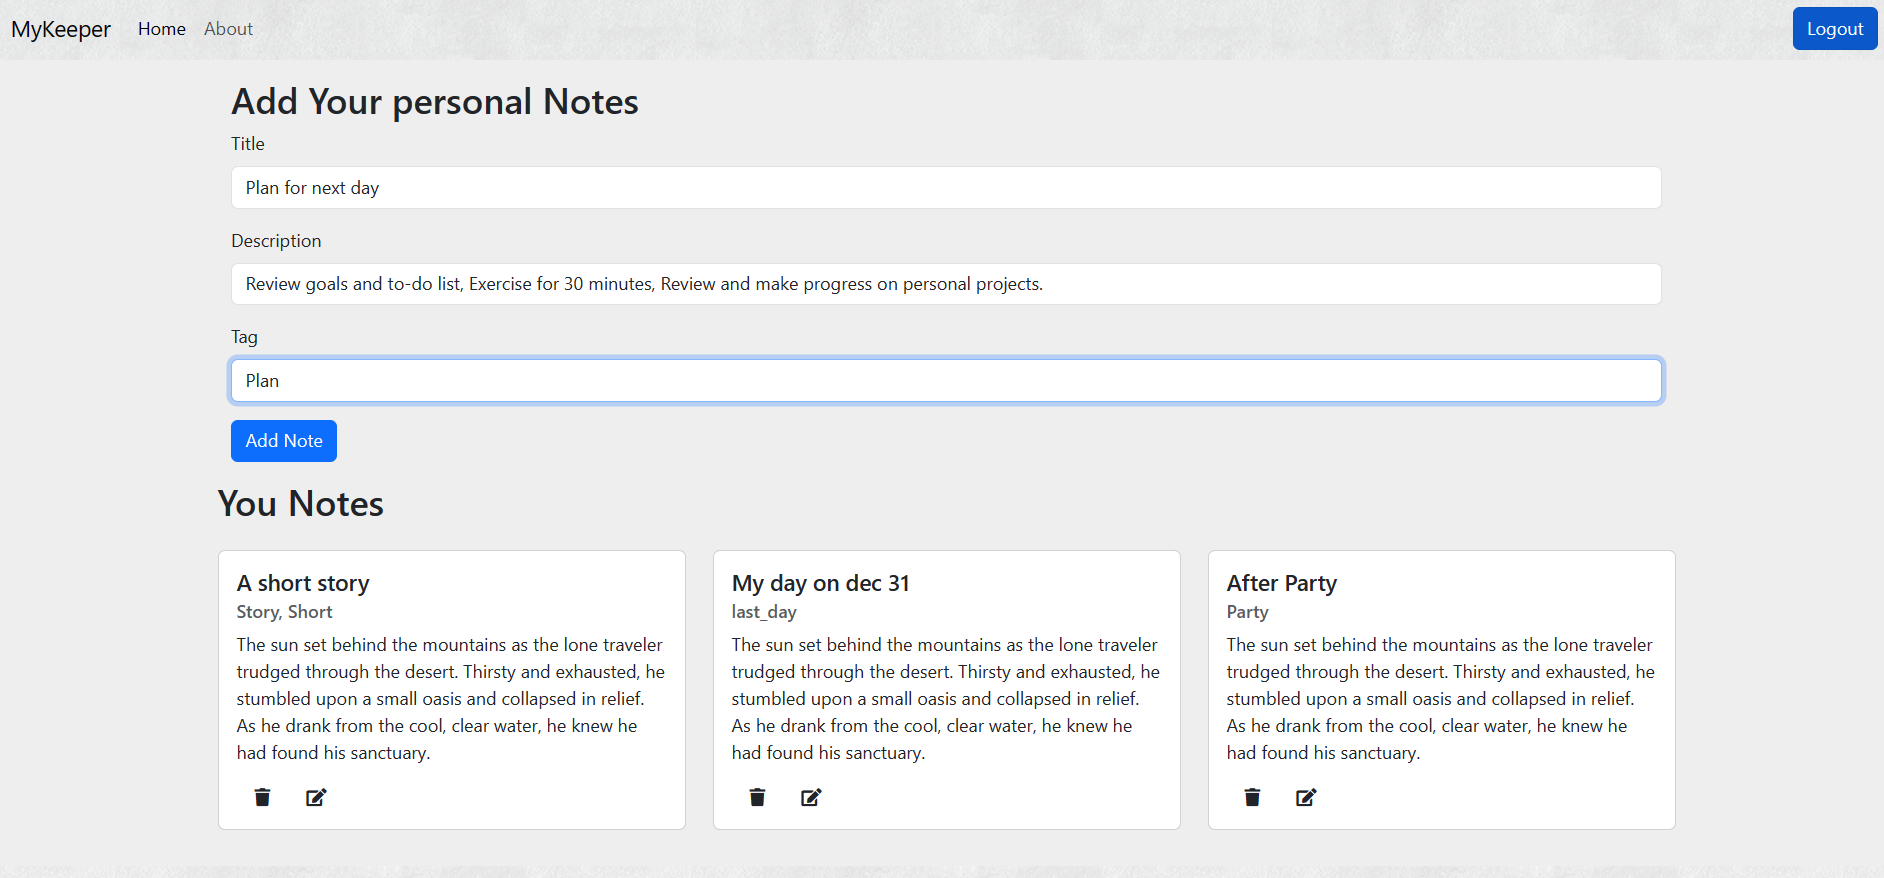 MyKeeper Home About Logout
Add Your personal Notes
Title
Plan for next day
Description
Review goals and to-do list, Exercise for 30 minutes, Review and make progress on personal projects.
Tag
Plan
Add Note
You Notes
A short story
Story, Short
The sun set behind the mountains as the lone traveler
trudged through the desert. Thirsty and exhausted, he
stumbled upon a small oasis and collapsed in relief.
As he drank from the cool, clear water, he knew he
had found his sanctuary.
My day on dec 31
last_day
The sun set behind the mountains as the lone traveler
trudged through the desert. Thirsty and exhausted, he
stumbled upon a small oasis and collapsed in relief.
As he drank from the cool, clear water, he knew he
had found his sanctuary.
After Party
Party
The sun set behind the mountains as the lone traveler
trudged through the desert. Thirsty and exhausted, he
stumbled upon a small oasis and collapsed in relief.
As he drank from the cool, clear water, he knew he
had found his sanctuary.